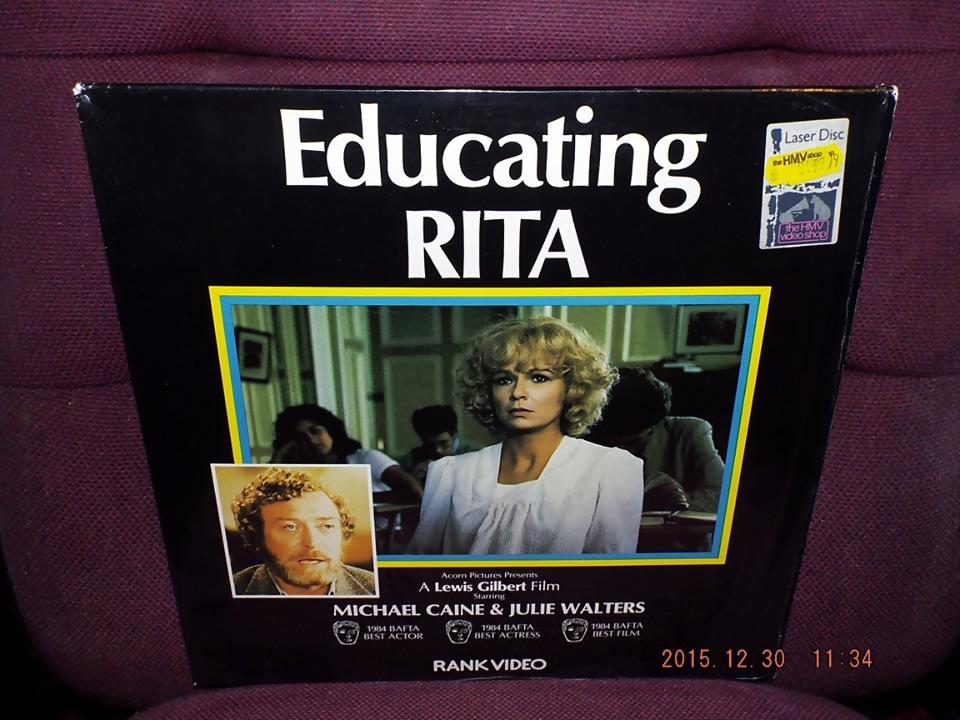 Educating
RITA
Laser Disc
the HMV shop
the HMV
video shop
Acorn Pictures Presents
A Lewis Gilbert Film
Starring
MICHAEL CAINE & JULIE WALTERS
1984 BAFTA
BEST ACTOR
1984 BAFTA
BEST ACTRESS
1984 BAFTA
BEST FILM
RANK VIDEO
2015.12.30 11:34